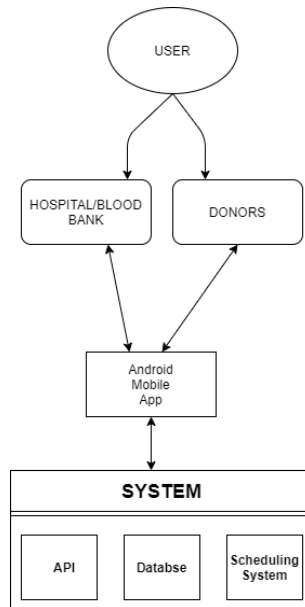 USER
HOSPITAL/BLOOD
BANK
DONORS
Android
Mobile
App
SYSTEM
API
Databse
Scheduling
System